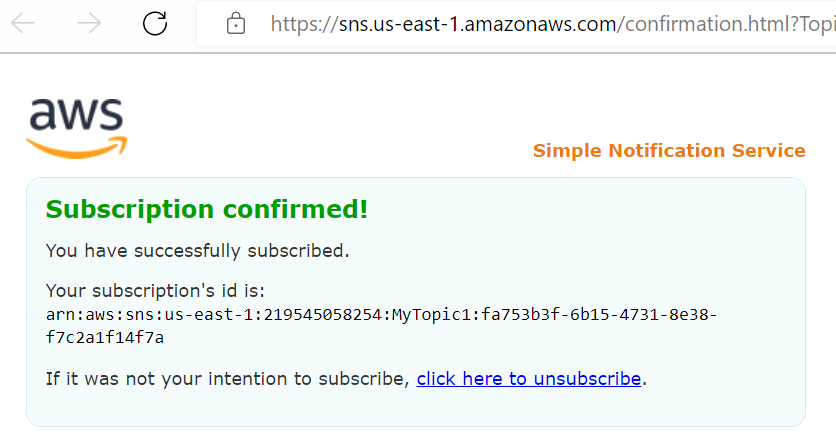 https://sns.us-east-1.amazonaws.com/confirmation.html?Topi
aws
Simple Notification Service
Subscription confirmed!
You have successfully subscribed.
Your subscription's id is:
arn:aws:sns:us-east-1:219545058254:MyTopic1:fa753b3f-6b15-4731-8e38-
f7c2a1f14f7a
If it was not your intention to subscribe, click here to unsubscribe.